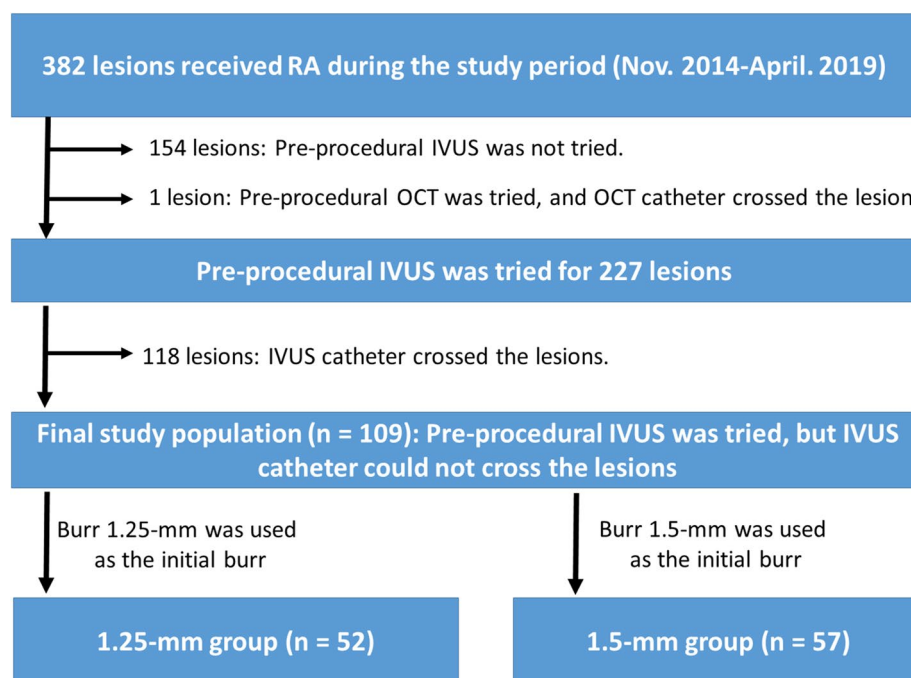 382 lesions received RA during the study period (Nov. 2014-April. 2019)
154 lesions: Pre-procedural IVUS was not tried.
1 lesion: Pre-procedural OCT was tried, and OCT catheter crossed the lesion
Pre-procedural IVUS was tried for 227 lesions
118 lesions: IVUS catheter crossed the lesions.
Final study population (n = 109): Pre-procedural IVUS was tried, but IVUS
catheter could not cross the lesions
Burr 1.25-mm was used
as the initial burr
Burr 1.5-mm was used
as the initial burr
1.25-mm group (n = 52)
1.5-mm group (n = 57)